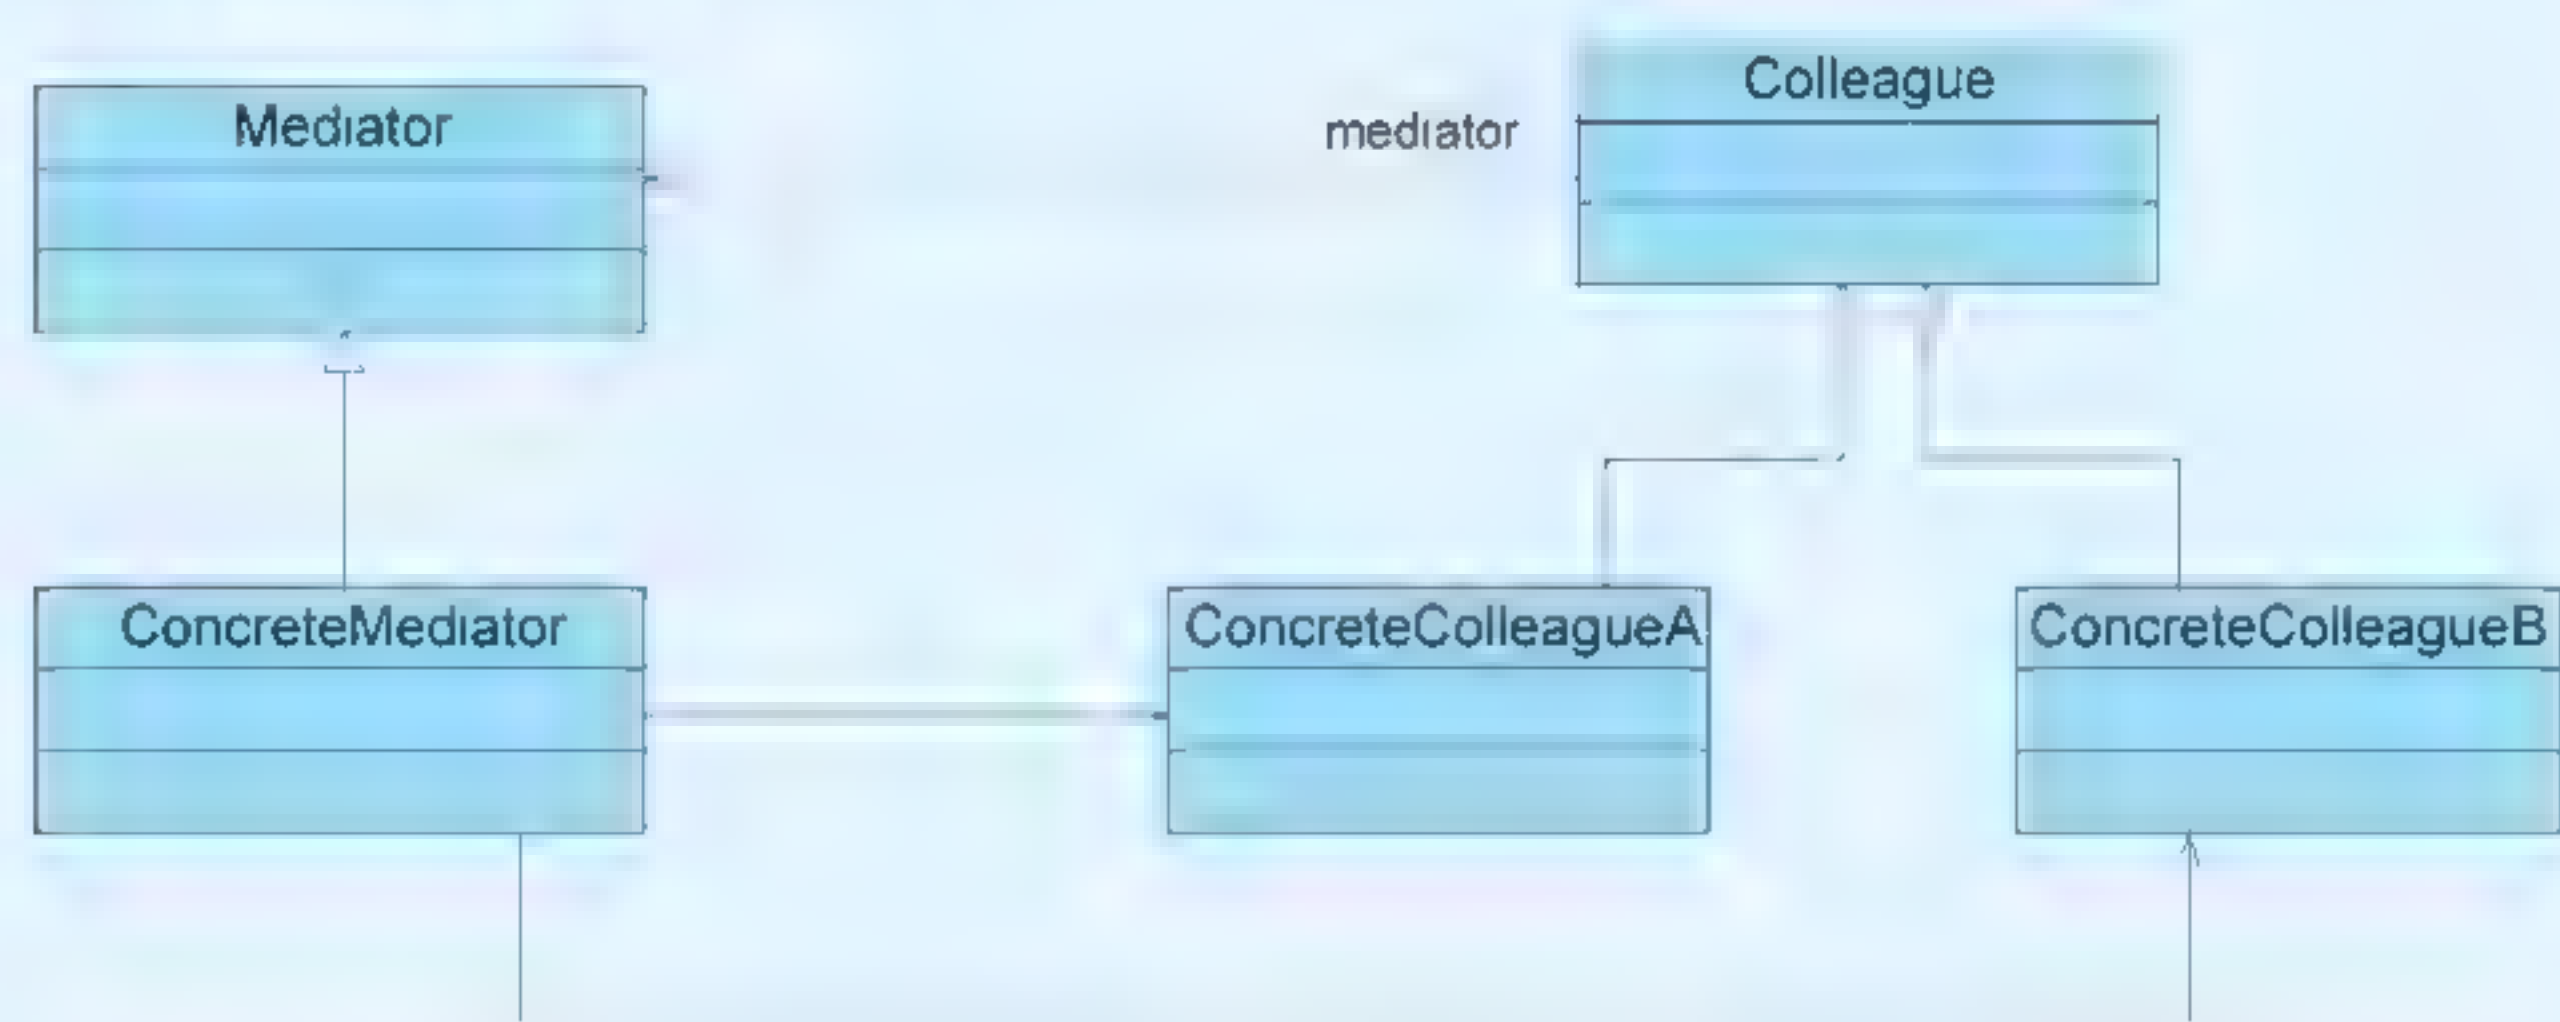 Colleague
Mediator
mediator
ConcreteMediator
ConcreteColleagueA
ConcreteColleagueB